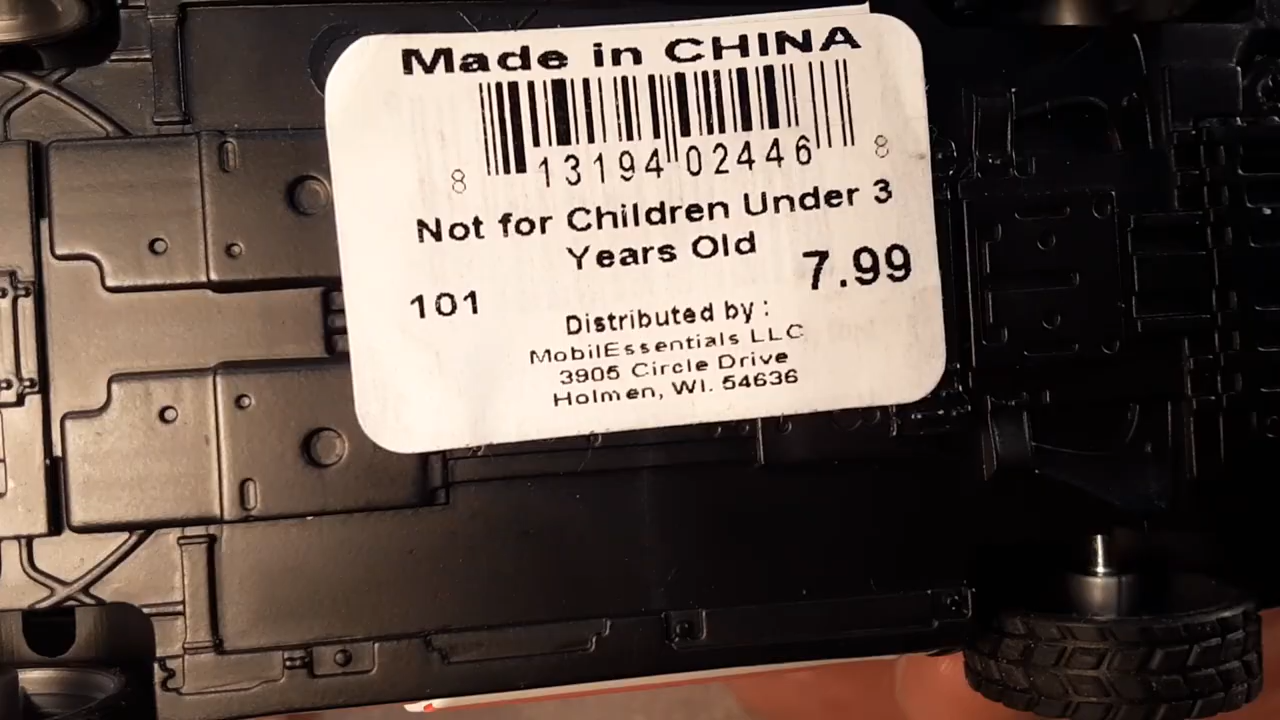 Made in CHINA
8 13194 02446 8
Not for Children Under 3
Years Old
7.99
101
Distributed by :
MobilEssentials LLC
3905 Circle Drive
Holmen, WI. 54636